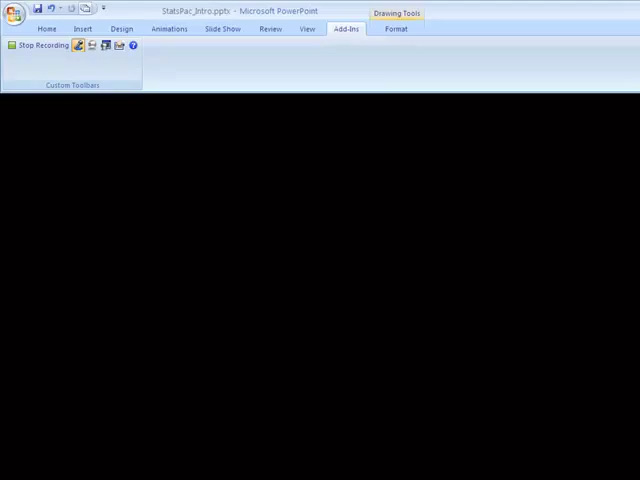 StatsPac_Intro.pptx - Microsoft PowerPoint
Drawing Tools
Home Insert Design Animations Slide Show Review View Add-Ins Format
Stop Recording
Custom Toolbars